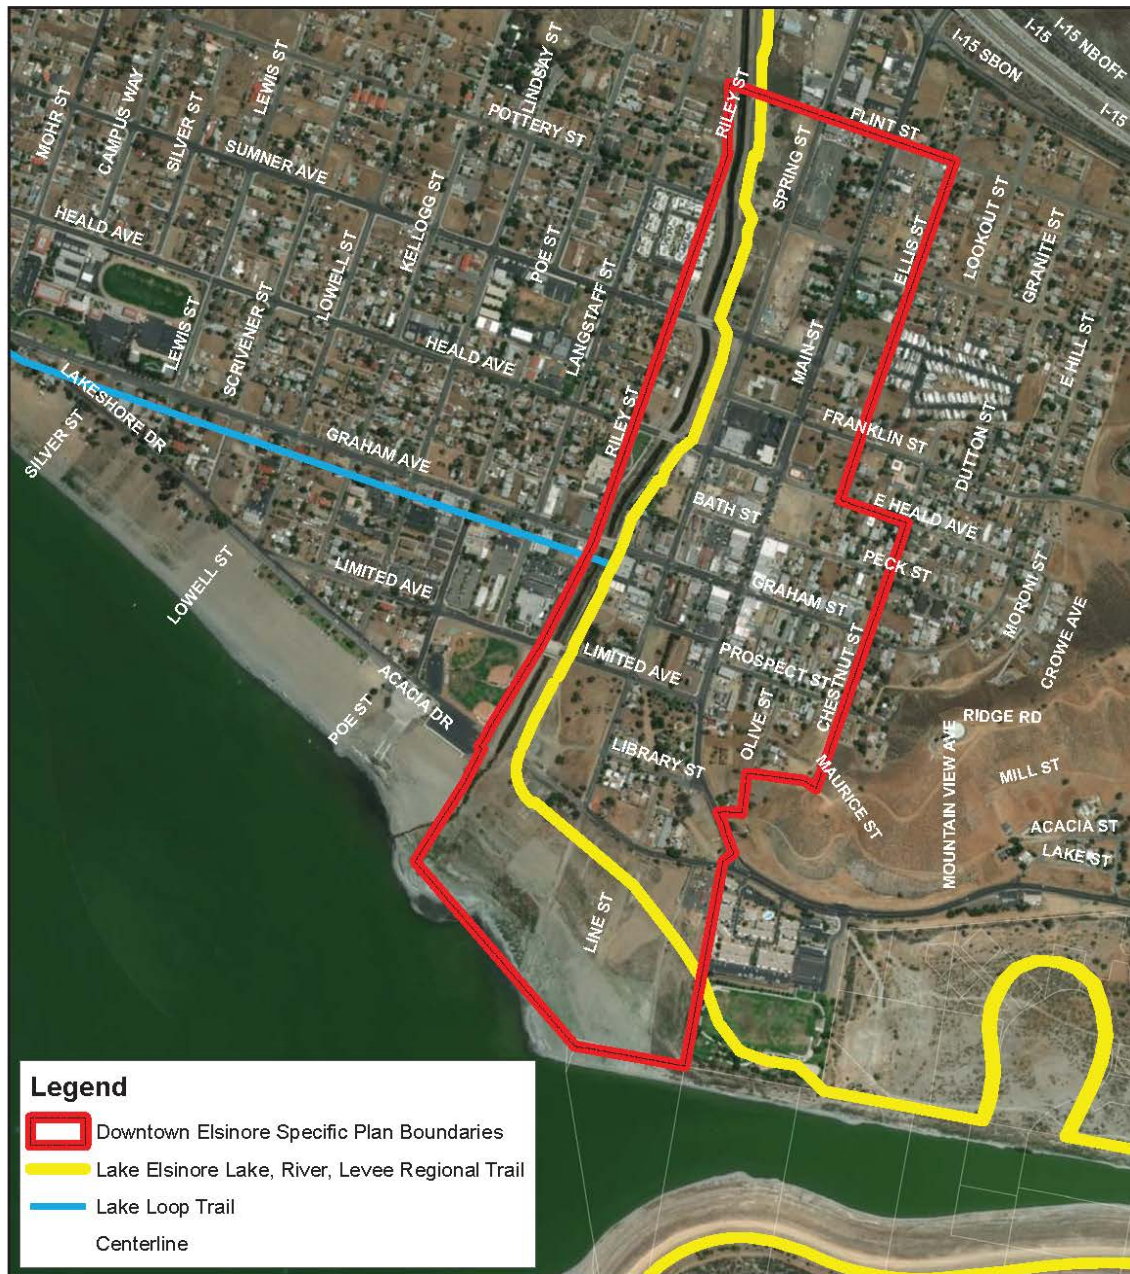 I-15 NBOFF
I-15
I-15 SBON
I-15
LINDSAY ST
LEWIS ST
RILEY ST
FLINT ST
CAMPUS WAY
MOHR ST
SILVER ST
POTTERY ST
SPRING ST
SUMNER AVE
KELLOGG ST
LOOKOUT ST
ELLIS ST
GRANITE ST
HEALD AVE
POE ST
LOWELL ST
LANGSTAFF ST
SCRIVENER ST
LEWIS ST
E HILL ST
MAIN ST
HEALD AVE
RILEY ST
FRANKLIN ST
DUTTON ST
LAKESHORE DR
SILVER ST
GRAHAM AVE
BATH ST
E HEALD AVE
PECK ST
LOWELL ST
LIMITED AVE
GRAHAM ST
MORONI ST
CROWE AVE
LIMITED AVE
PROSPECT ST
CHESTNUT ST
ACACIA DR
POE ST
OLIVE ST
RIDGE RD
LIBRARY ST
MAURICE ST
MOUNTAIN VIEW AVE
MILL ST
ACACIA ST
LAKE ST
LINE ST
Legend
Downtown Elsinore Specific Plan Boundaries
Lake Elsinore Lake, River, Levee Regional Trail
Lake Loop Trail
Centerline